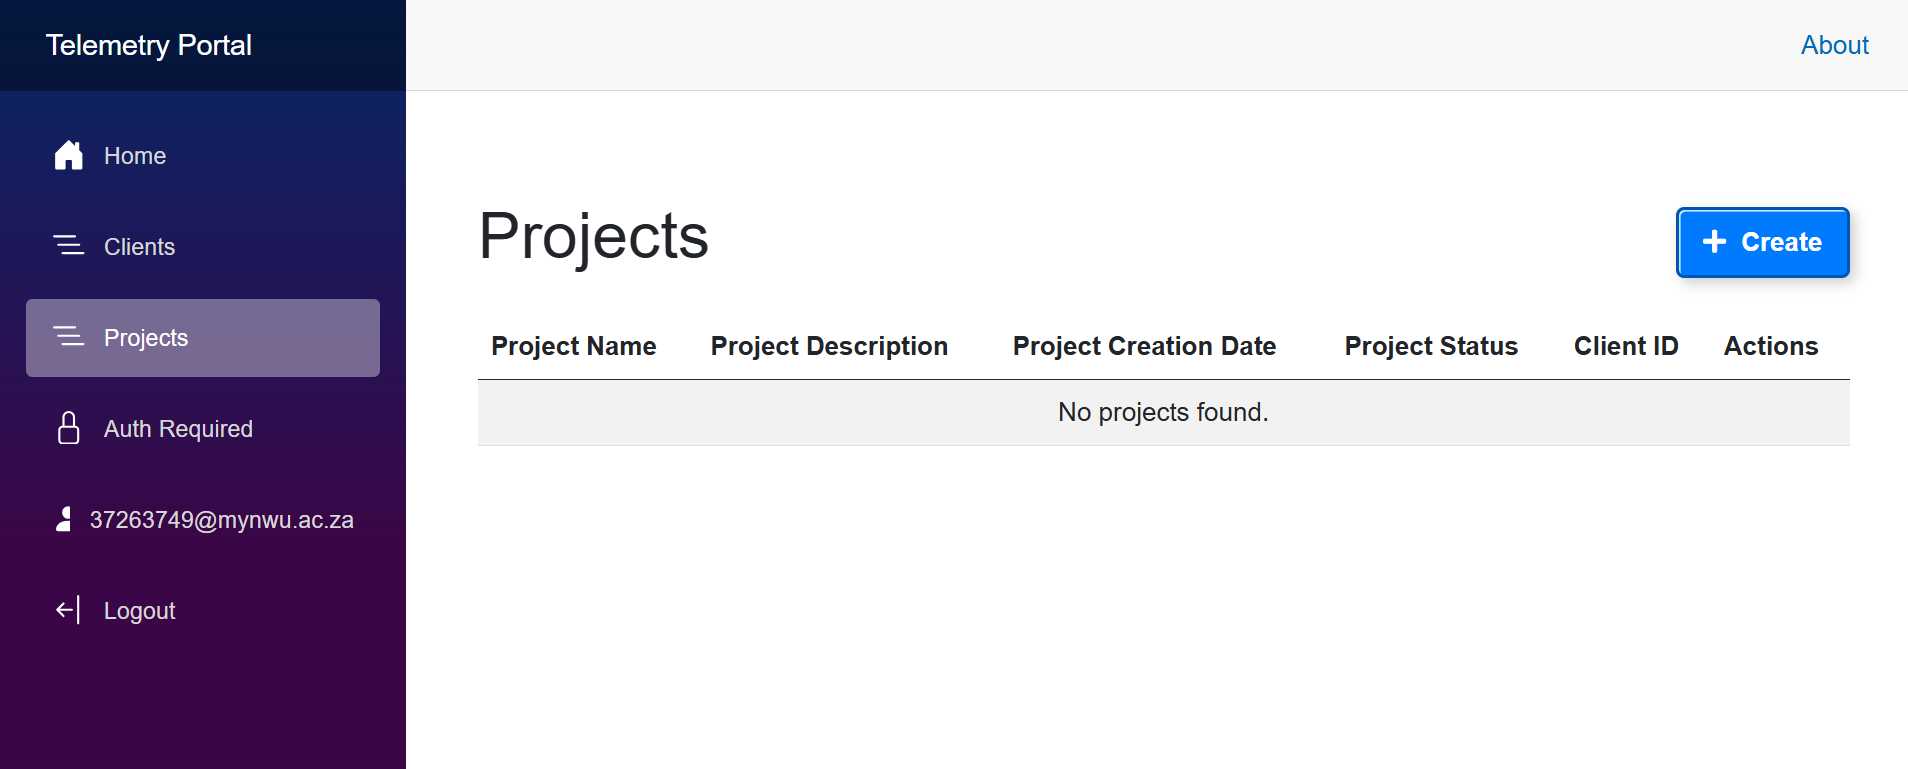 Telemetry Portal
About
Home
Clients
Projects
Auth Required
37263749@mynwu.ac.za
Logout
Projects
Create
Project Name Project Description Project Creation Date Project Status Client ID Actions
No projects found.